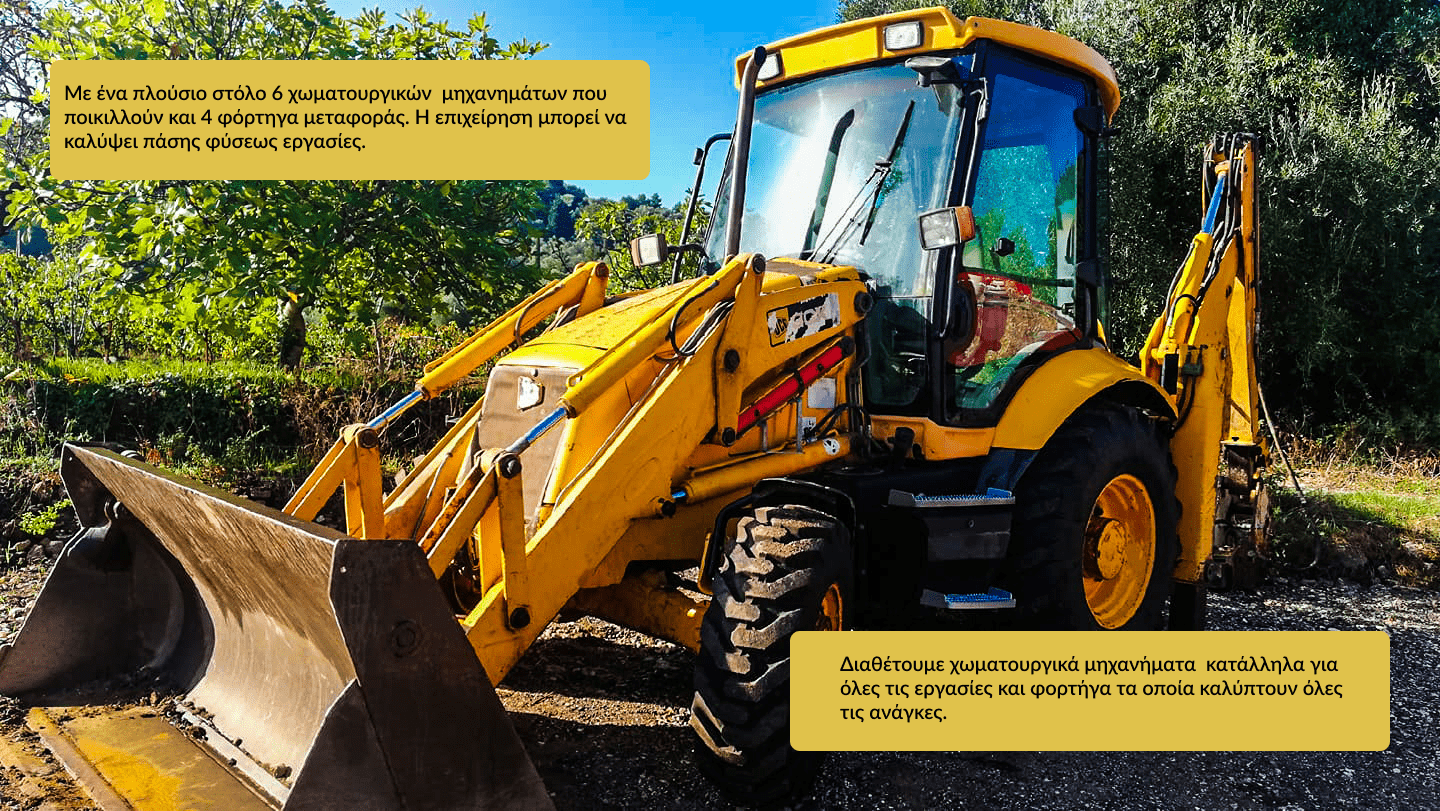 Με ένα πλούσιο στόλο 6 χωματουργικών  μηχανημάτων που
ποικιλλούν και 4 φόρτηγα μεταφοράς. Η επιχείρηση μπορεί να
καλύψει πάσης φύσεως εργασίες.
Διαθέτουμε χωματουργικά μηχανήματα  κατάλληλα για
όλες τις εργασίες και φορτήγα τα οποία καλύπτουν όλες
τις ανάγκες.